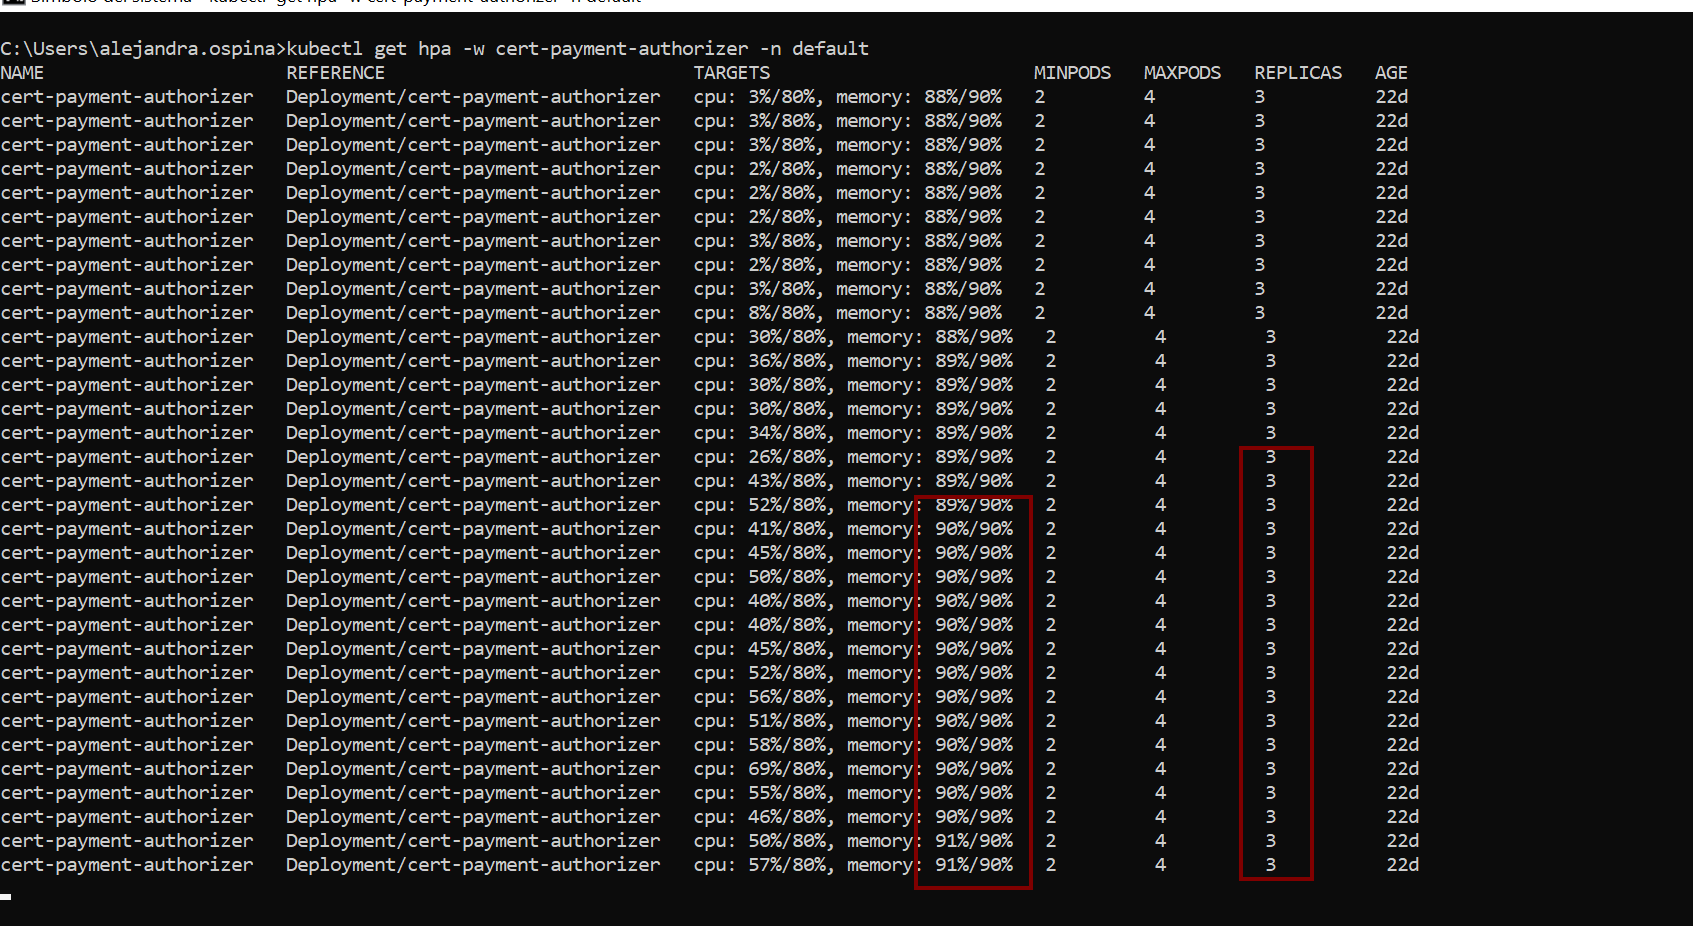 Símbolo del sistema - kubectl get hpa -w cert-payment-authorizer -n default
C:\Users\alejandra.ospina>kubectl get hpa -w cert-payment-authorizer -n default
NAME REFERENCE TARGETS MINPODS MAXPODS REPLICAS AGE
cert-payment-authorizer Deployment/cert-payment-authorizer cpu: 3%/80%, memory: 88%/90% 2 4 3 22d
cert-payment-authorizer Deployment/cert-payment-authorizer cpu: 3%/80%, memory: 88%/90% 2 4 3 22d
cert-payment-authorizer Deployment/cert-payment-authorizer cpu: 3%/80%, memory: 88%/90% 2 4 3 22d
cert-payment-authorizer Deployment/cert-payment-authorizer cpu: 2%/80%, memory: 88%/90% 2 4 3 22d
cert-payment-authorizer Deployment/cert-payment-authorizer cpu: 2%/80%, memory: 88%/90% 2 4 3 22d
cert-payment-authorizer Deployment/cert-payment-authorizer cpu: 2%/80%, memory: 88%/90% 2 4 3 22d
cert-payment-authorizer Deployment/cert-payment-authorizer cpu: 3%/80%, memory: 88%/90% 2 4 3 22d
cert-payment-authorizer Deployment/cert-payment-authorizer cpu: 2%/80%, memory: 88%/90% 2 4 3 22d
cert-payment-authorizer Deployment/cert-payment-authorizer cpu: 3%/80%, memory: 88%/90% 2 4 3 22d
cert-payment-authorizer Deployment/cert-payment-authorizer cpu: 8%/80%, memory: 88%/90% 2 4 3 22d
cert-payment-authorizer Deployment/cert-payment-authorizer cpu: 30%/80%, memory: 88%/90% 2 4 3 22d
cert-payment-authorizer Deployment/cert-payment-authorizer cpu: 36%/80%, memory: 89%/90% 2 4 3 22d
cert-payment-authorizer Deployment/cert-payment-authorizer cpu: 30%/80%, memory: 89%/90% 2 4 3 22d
cert-payment-authorizer Deployment/cert-payment-authorizer cpu: 30%/80%, memory: 89%/90% 2 4 3 22d
cert-payment-authorizer Deployment/cert-payment-authorizer cpu: 34%/80%, memory: 89%/90% 2 4 3 22d
cert-payment-authorizer Deployment/cert-payment-authorizer cpu: 26%/80%, memory: 89%/90% 2 4 3 22d
cert-payment-authorizer Deployment/cert-payment-authorizer cpu: 43%/80%, memory: 89%/90% 2 4 3 22d
cert-payment-authorizer Deployment/cert-payment-authorizer cpu: 52%/80%, memory: 89%/90% 2 4 3 22d
cert-payment-authorizer Deployment/cert-payment-authorizer cpu: 41%/80%, memory: 90%/90% 2 4 3 22d
cert-payment-authorizer Deployment/cert-payment-authorizer cpu: 45%/80%, memory: 90%/90% 2 4 3 22d
cert-payment-authorizer Deployment/cert-payment-authorizer cpu: 50%/80%, memory: 90%/90% 2 4 3 22d
cert-payment-authorizer Deployment/cert-payment-authorizer cpu: 40%/80%, memory: 90%/90% 2 4 3 22d
cert-payment-authorizer Deployment/cert-payment-authorizer cpu: 40%/80%, memory: 90%/90% 2 4 3 22d
cert-payment-authorizer Deployment/cert-payment-authorizer cpu: 45%/80%, memory: 90%/90% 2 4 3 22d
cert-payment-authorizer Deployment/cert-payment-authorizer cpu: 52%/80%, memory: 90%/90% 2 4 3 22d
cert-payment-authorizer Deployment/cert-payment-authorizer cpu: 56%/80%, memory: 90%/90% 2 4 3 22d
cert-payment-authorizer Deployment/cert-payment-authorizer cpu: 51%/80%, memory: 90%/90% 2 4 3 22d
cert-payment-authorizer Deployment/cert-payment-authorizer cpu: 58%/80%, memory: 90%/90% 2 4 3 22d
cert-payment-authorizer Deployment/cert-payment-authorizer cpu: 69%/80%, memory: 90%/90% 2 4 3 22d
cert-payment-authorizer Deployment/cert-payment-authorizer cpu: 55%/80%, memory: 90%/90% 2 4 3 22d
cert-payment-authorizer Deployment/cert-payment-authorizer cpu: 46%/80%, memory: 90%/90% 2 4 3 22d
cert-payment-authorizer Deployment/cert-payment-authorizer cpu: 50%/80%, memory: 91%/90% 2 4 3 22d
cert-payment-authorizer Deployment/cert-payment-authorizer cpu: 57%/80%, memory: 91%/90% 2 4 3 22d